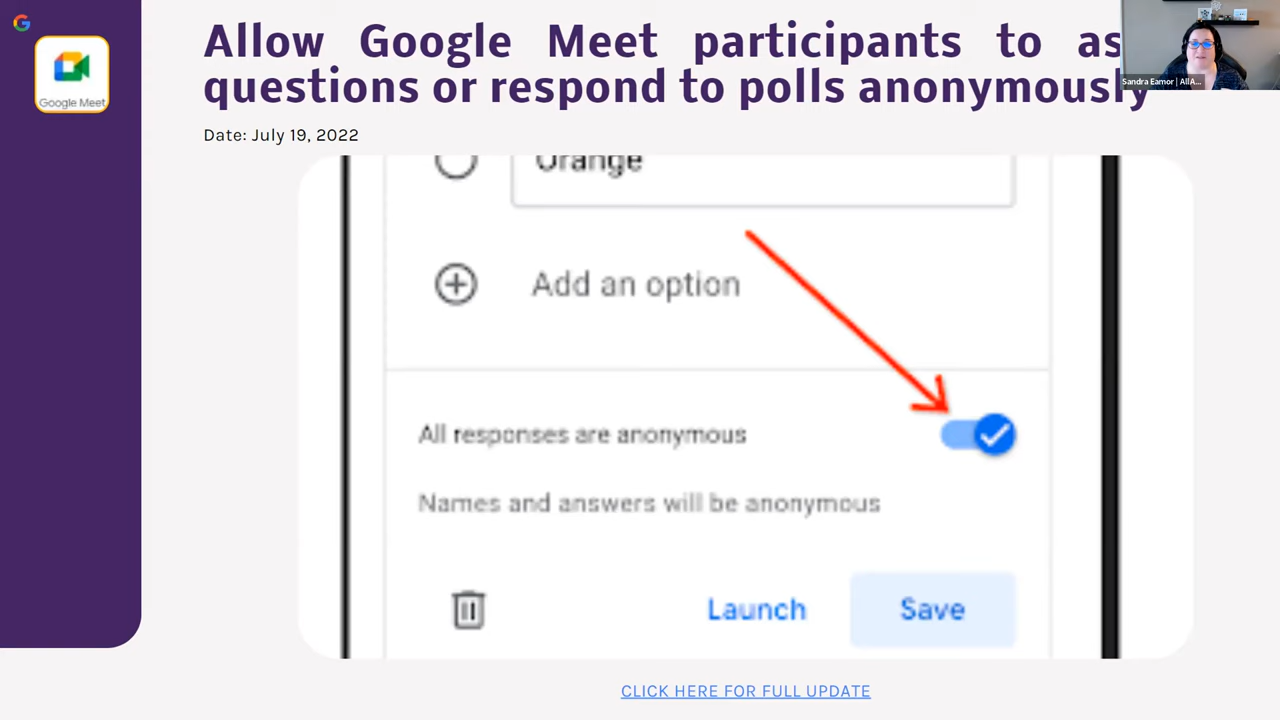 Google Meet
Allow Google Meet participants to as
questions or respond to polls anonymously
Sandra Eamor | AllA...
Date: July 19, 2022
Orange
Add an option
All responses are anonymous
Names and answers will be anonymous
Launch Save
CLICK HERE FOR FULL UPDATE